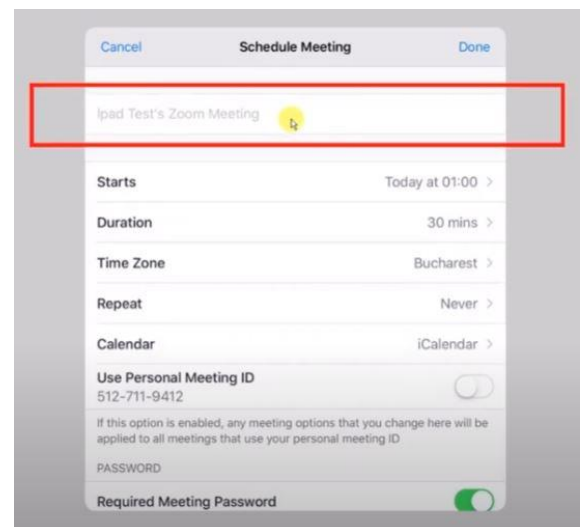 Cancel Schedule Meeting Done
Ipad Test's Zoom Meeting
Starts Today at 01:00 >
Duration 30 mins >
Time Zone Bucharest >
Repeat Never >
Calendar iCalendar >
Use Personal Meeting ID
512-711-9412
If this option is enabled, any meeting options that you change here will be
applied to all meetings that use your personal meeting ID
PASSWORD
Required Meeting Password